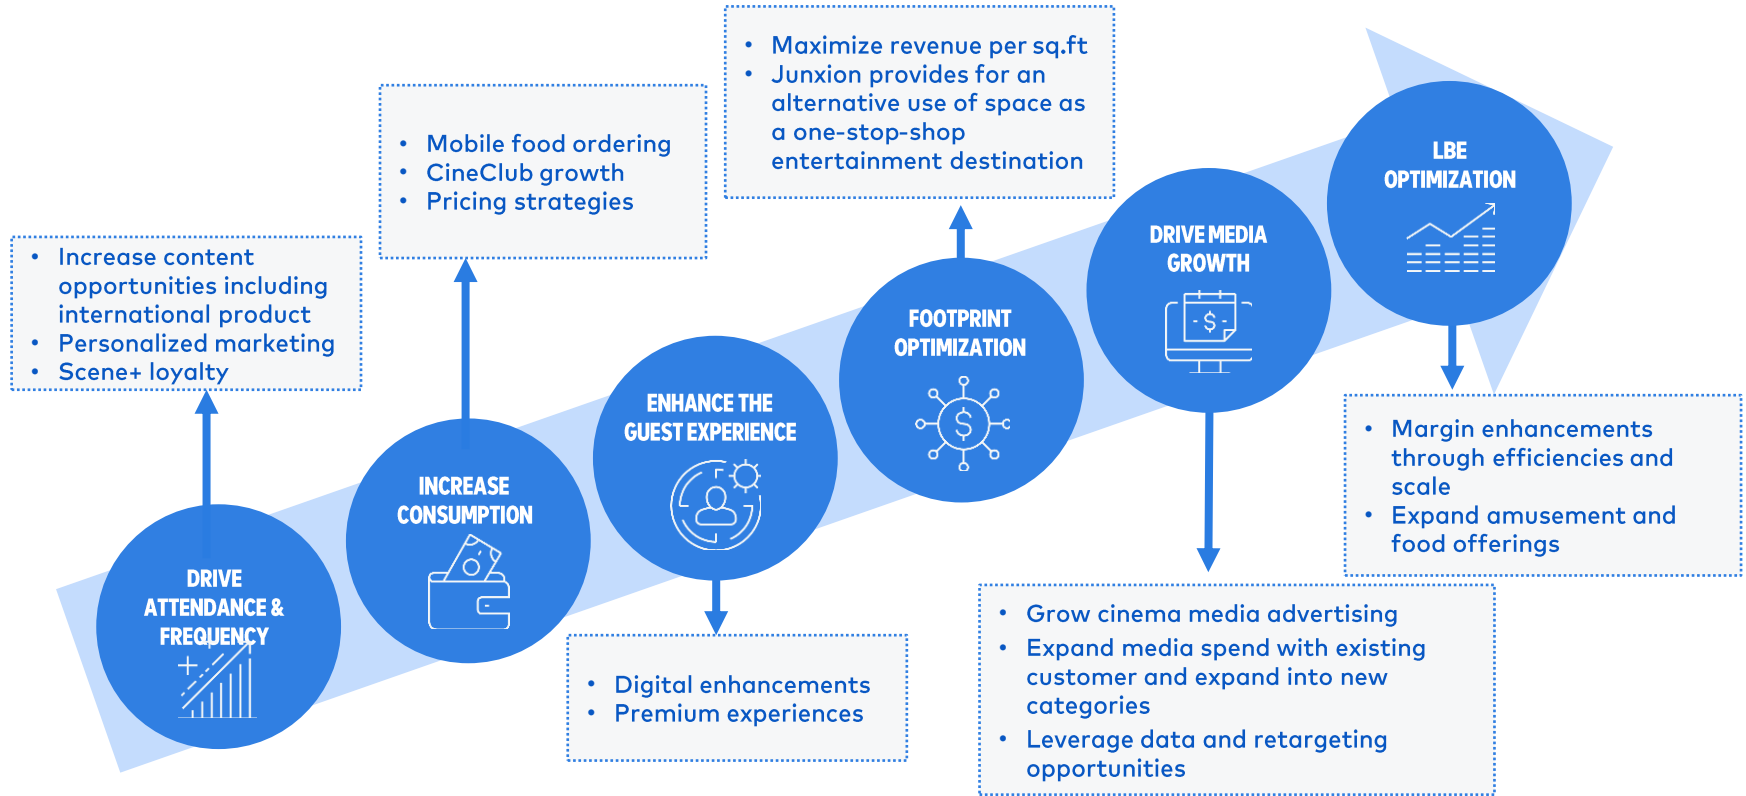 • Increase content
opportunities including
international product
• Personalized marketing
• Scene+ loyalty
DRIVE
ATTENDANCE &
FREQUENCY
• Mobile food ordering
• CineClub growth
• Pricing strategies
INCREASE
CONSUMPTION
ENHANCE THE
GUEST EXPERIENCE
• Digital enhancements
• Premium experiences
• Maximize revenue per sq.ft
• Junxion provides for an
alternative use of space as
a one-stop-shop
entertainment destination
FOOTPRINT
OPTIMIZATION
$
DRIVE MEDIA
GROWTH
- $ -
• Grow cinema media advertising
• Expand media spend with existing
customer and expand into new
categories
• Leverage data and retargeting
opportunities
LBE
OPTIMIZATION
• Margin enhancements
through efficiencies and
scale
• Expand amusement and
food offerings